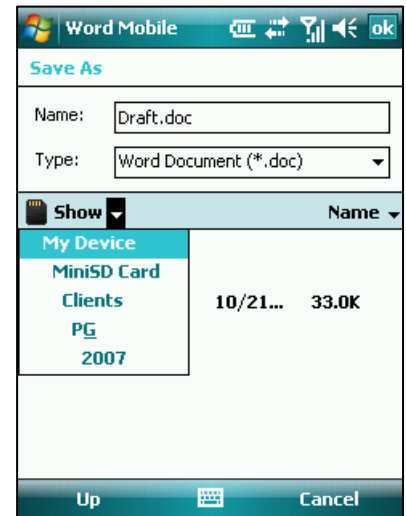 Word Mobile ok
Save As
Name: Draft.doc
Type: Word Document (*.doc)
Show Name
My Device
MiniSD Card
Clients 10/21... 33.0K
PG
2007
Up Cancel